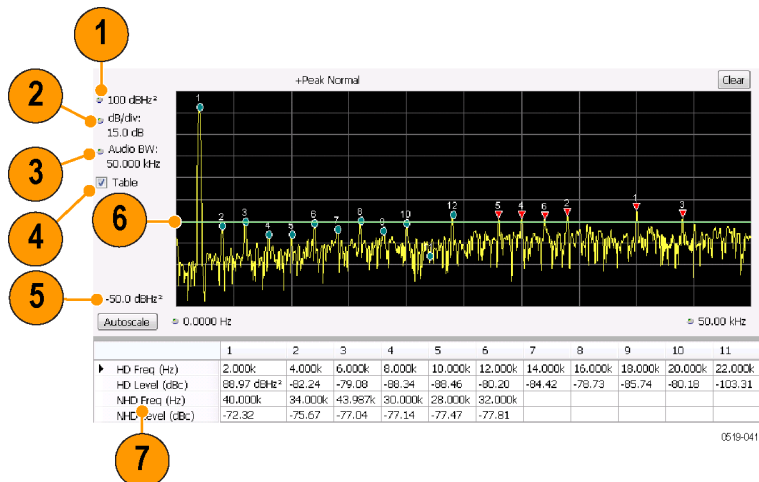 1
+Peak Normal
Clear
2
100 dBHz²
dB/div:
15.0 dB
3
Audio BW:
50.000 kHz
Table
4
6
5
-50.0 dBHz²
1
2
3
4
5
6
7
8
9
10
12
5
4
6
2
1
3
Autoscale
0.0000 Hz
50.00 kHz
1 2 3 4 5 6 7 8 9 10 11
HD Freq (Hz) 2.000k 4.000k 6.000k 8.000k 10.000k 12.000k 14.000k 16.000k 18.000k 20.000k 22.000k
HD Level (dBc) 88.97 dBHz² -82.24 -79.08 -88.34 -88.46 -80.20 -84.42 -78.73 -85.74 -80.18 -103.31
NHD Freq (Hz) 40.000k 34.000k 43.987k 30.000k 28.000k 32.000k
Level (dBc) -72.32 -75.67 -77.04 -77.14 -77.47 -77.81
7
0519-041